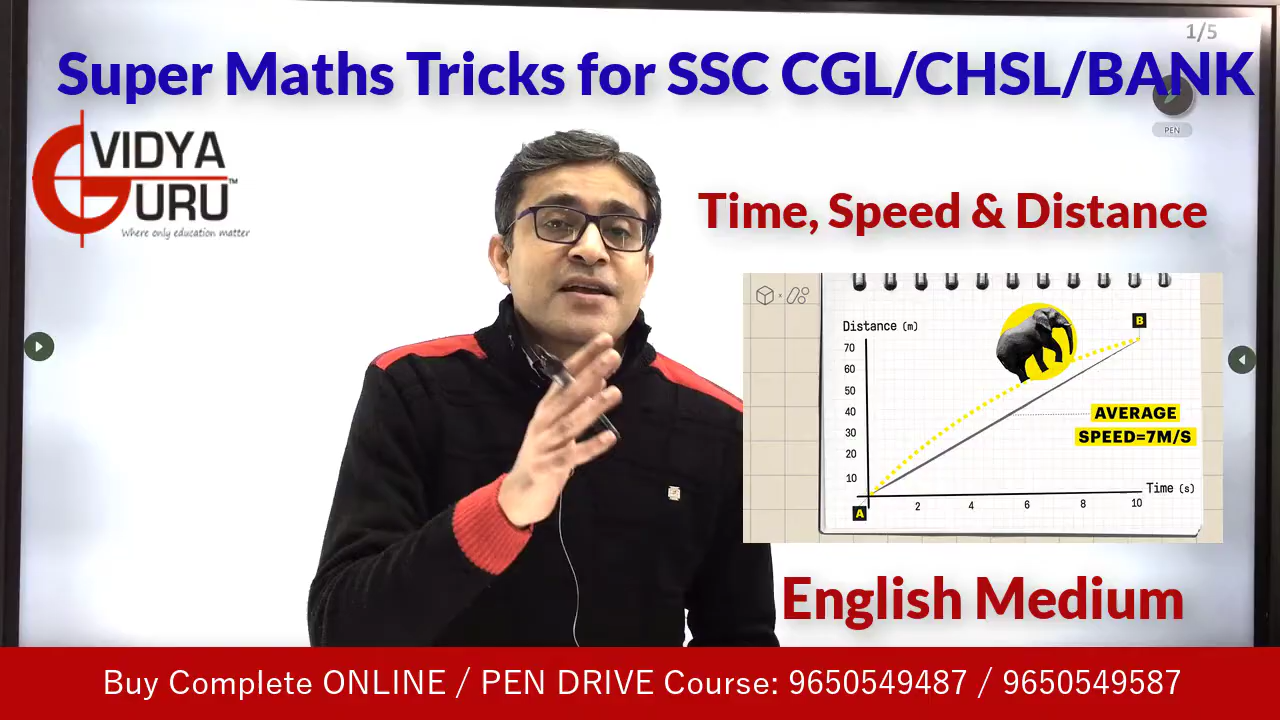 1/5
Super Maths Tricks for SSC CGL/CHSL/BANK
PEN
VIDYA
GURU™
Where only education matter
Time, Speed & Distance
Distance (m)
B
70
60
50
40
30
20
10
AVERAGE
SPEED=7M/S
Time (s)
A
2 4 6 8 10
English Medium
Buy Complete ONLINE / PEN DRIVE Course: 9650549487 / 9650549587